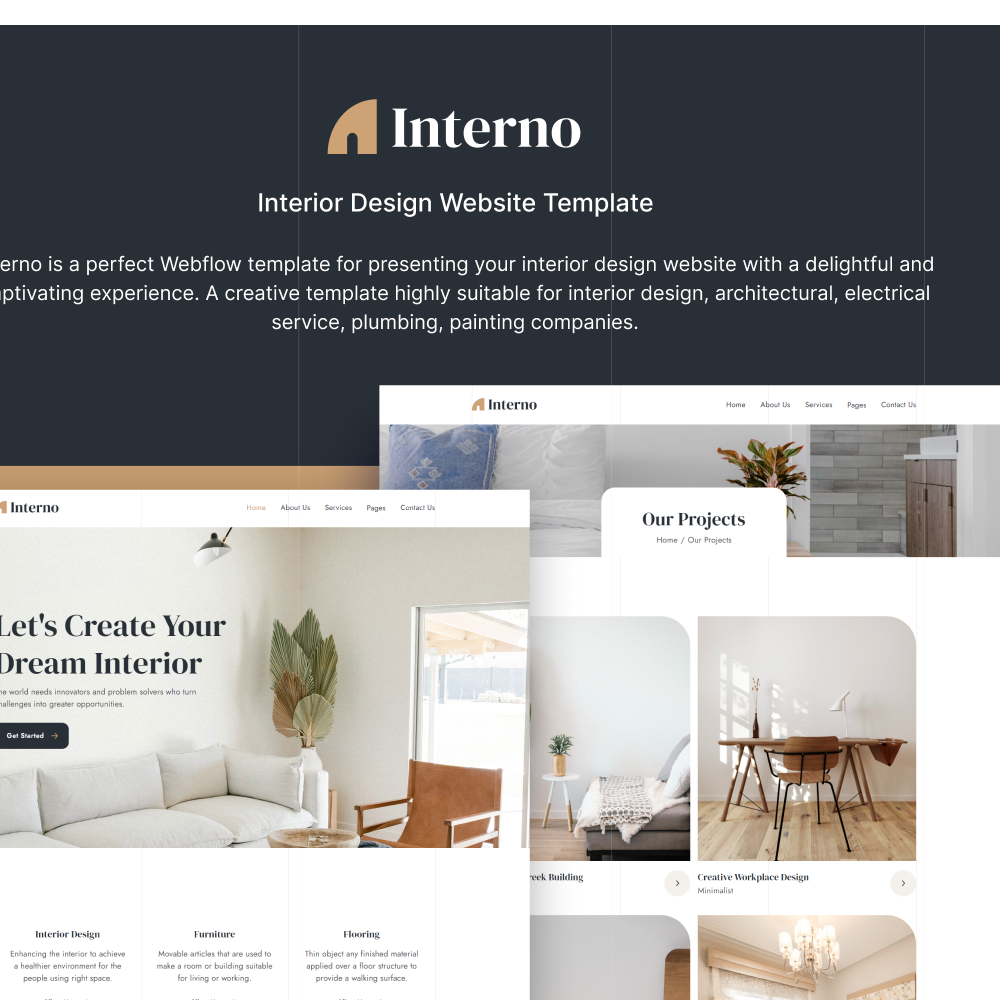 Interno
Interior Design Website Template
erno is a perfect Webflow template for presenting your interior design website with a delightful and
aptivating experience. A creative template highly suitable for interior design, architectural, electrical
service, plumbing, painting companies.
Interno
Home About Us Services Pages Contact Us
Our Projects
Home / Our Projects
Interno
Home About Us Services Pages Contact Us
Let's Create Your
Dream Interior
he world needs innovators and problem solvers who turn
hallenges into greater opportunities.
Get Started
reek Building
Creative Workplace Design
Minimalist
Interior Design
Enhancing the interior to achieve
a healthier environment for the
people using right space.
Furniture
Movable articles that are used to
make a room or building suitable
for living or working.
Flooring
Thin object any finished material
applied over a floor structure to
provide a walking surface.